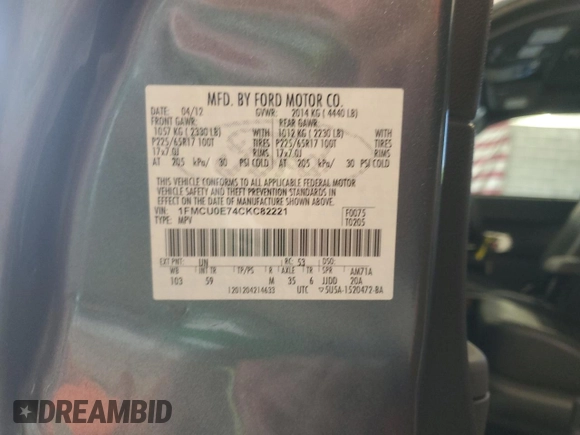 MFD. BY FORD MOTOR CO.
DATE: 04/12 GVWR: 2014 KG ( 4440 LB)
FRONT GAWR: REAR GAWR:
1057 KG ( 2330 LB) WITH 1012 KG ( 2230 LB) WITH
P225/65R17 100T TIRES P225/65R17 100T TIRES
17x7.0J RIMS 17x7.0J RIMS
AT 205 kPa/ 30 PSI COLD AT 205 kPa/ 30 PSI COLD
THIS VEHICLE CONFORMS TO ALL APPLICABLE FEDERAL MOTOR
VEHICLE SAFETY AND THEFT PREVENTION STANDARDS IN
EFFECT ON THE DATE OF MANUFACTURE SHOWN ABOVE.
VIN: 1FMCU0E74CKC82221 F0075
TYPE: MPV T0205
EXT PNT: UN RC: 53 DSO:
WB INT TR TP/PS R AXLE TR SPR AM71A
103 59 M 35 6 JJDD 20A
1201204214633 UTC 5U5A-1520472-BA
DREAMBID